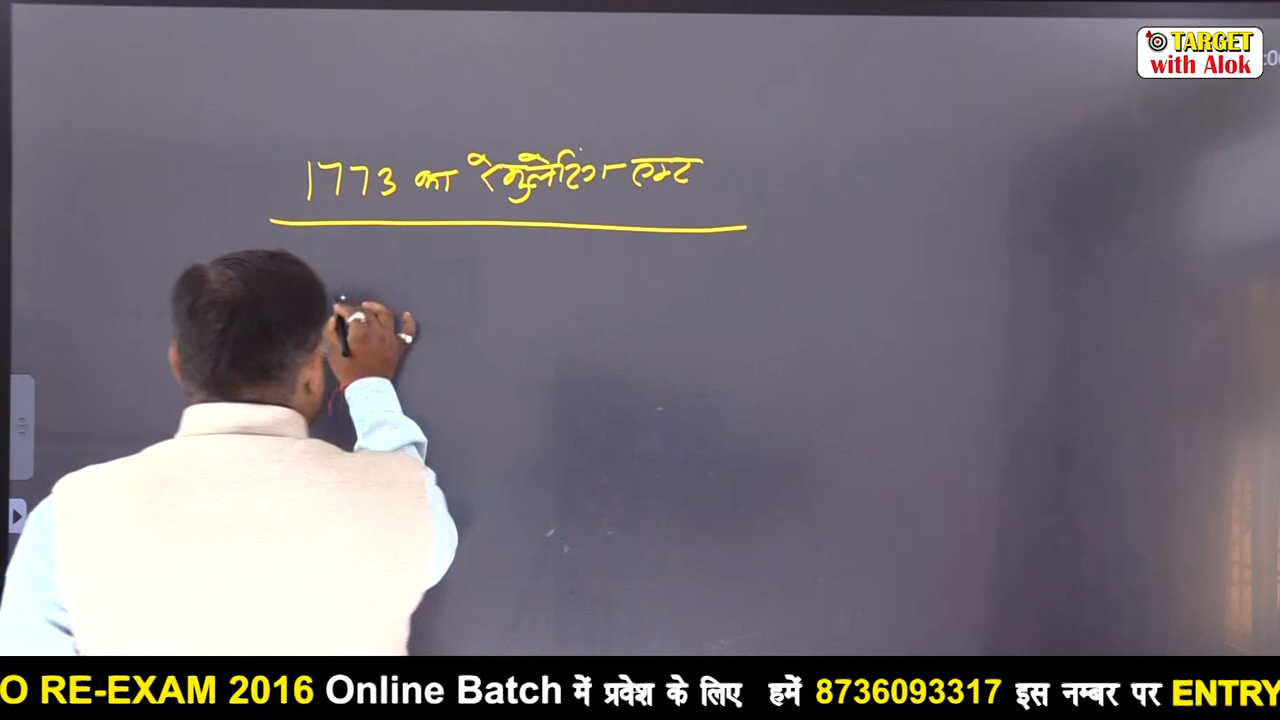 TARGET
with Alok
1773 का रेगुलेटिंग एक्ट
O RE-EXAM 2016 Online Batch में प्रवेश के लिए हमें 8736093317 इस नम्बर पर ENTRY